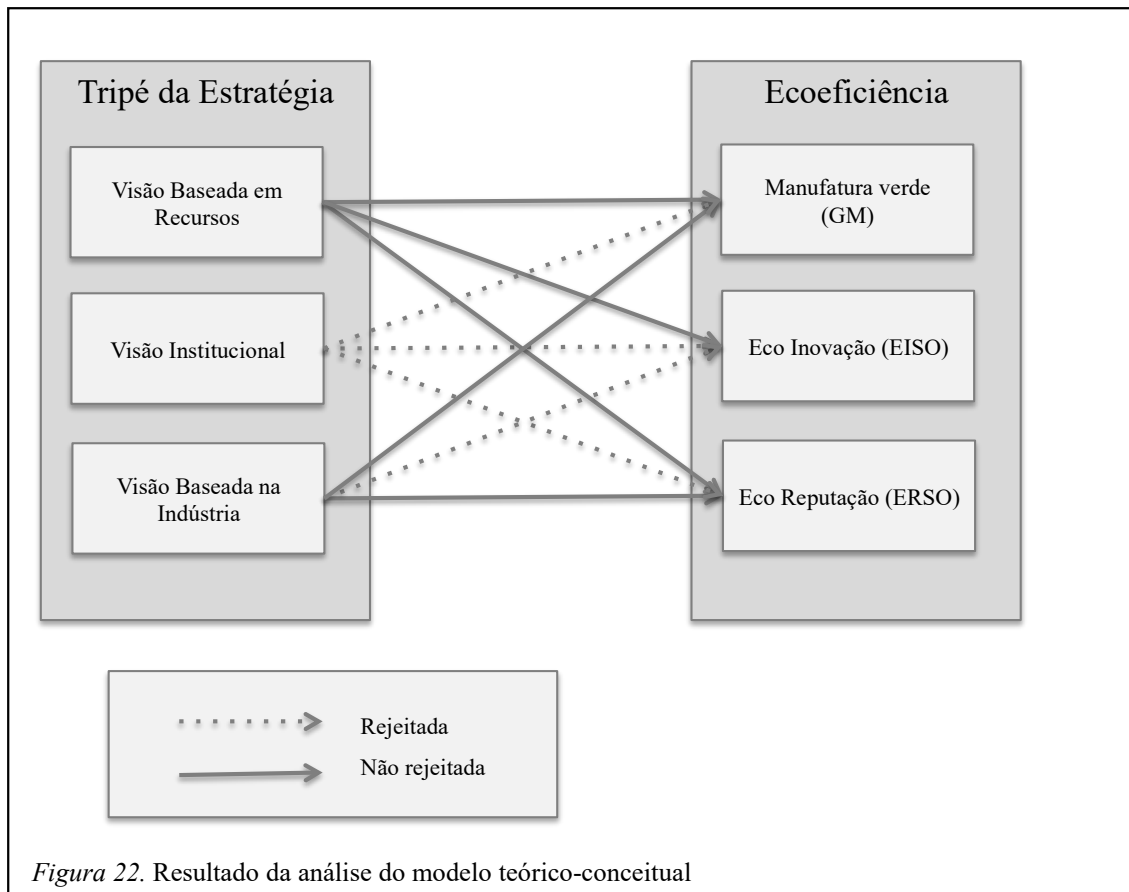 Tripé da Estratégia
Visão Baseada em
Recursos
Visão Institucional
Visão Baseada na
Indústria
Ecoeficiência
Manufatura verde
(GM)
Eco Inovação (EISO)
Eco Reputação (ERSO)
Rejeitada
Não rejeitada
Figura 22. Resultado da análise do modelo teórico-conceitual